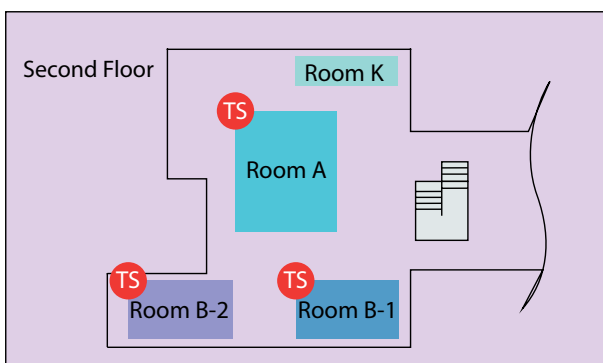 Second Floor
Room K
TS
Room A
TS
Room B-2
TS
Room B-1